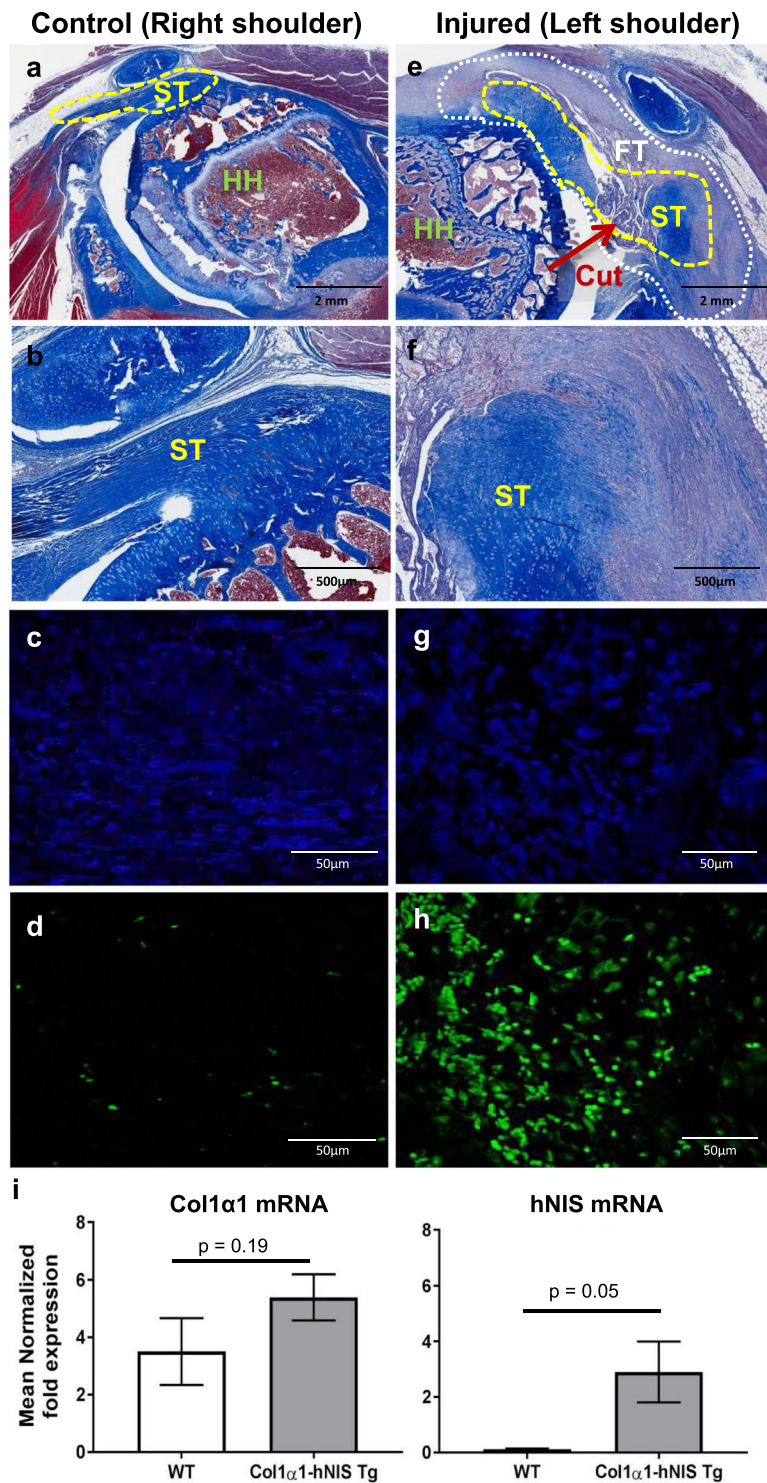 Control (Right shoulder)
Injured (Left shoulder)
a
ST
HH
2 mm
e
FT
ST
HH
Cut
2 mm
b
ST
500µm
f
ST
500µm
c
50µm
g
50µm
d
50µm
h
50µm
i
Col1α1 mRNA
Mean Normalized
fold expression
8
6
4
2
0
p = 0.19
WT
Col1α1-hNIS Tg
hNIS mRNA
8
6
4
2
0
p = 0.05
WT
Col1α1-hNIS Tg